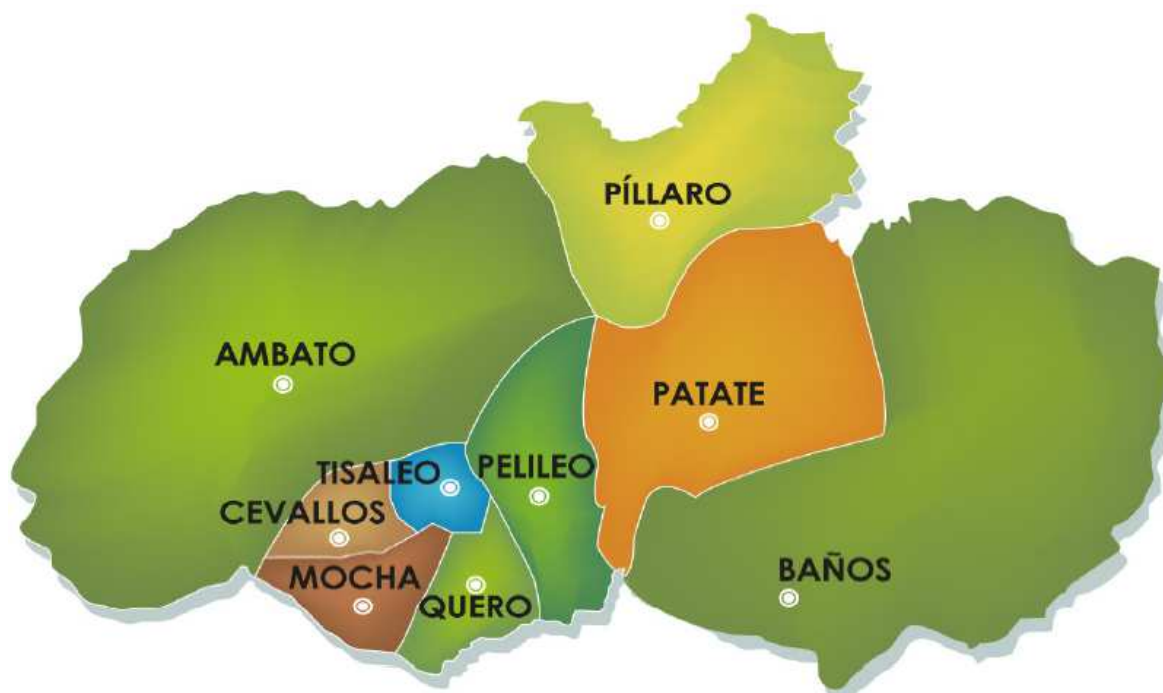 PÍLLARO
AMBATO
PATATE
TISALEO
PELILEO
CEVALLOS
MOCHA
QUERO
BAÑOS